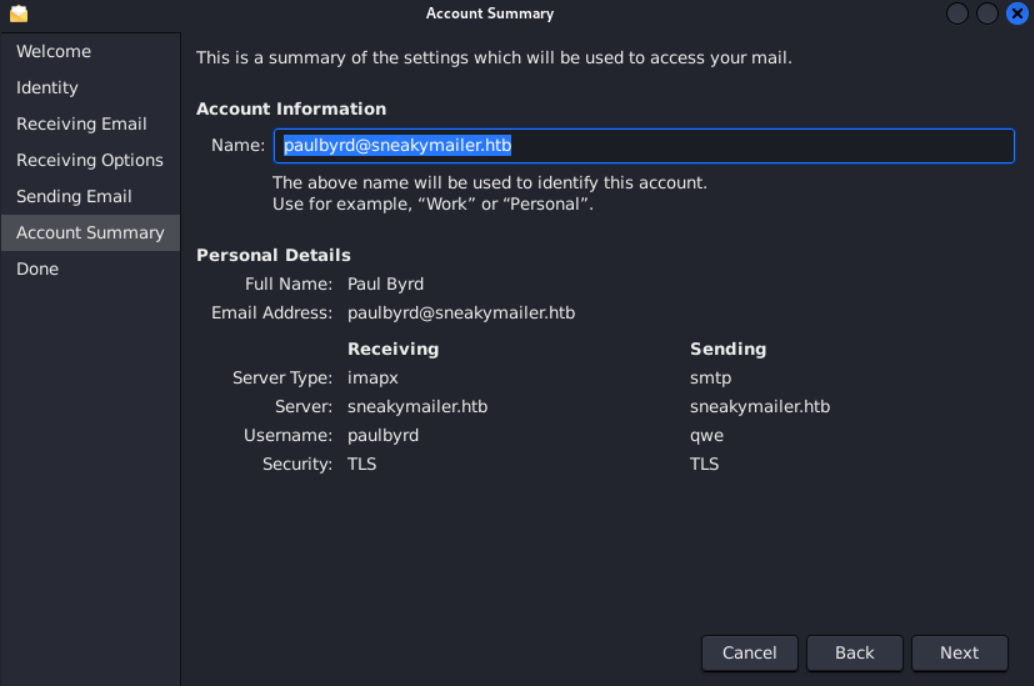 Account Summary
Welcome
Identity
Receiving Email
Receiving Options
Sending Email
Account Summary
Done
This is a summary of the settings which will be used to access your mail.
Account Information
Name: paulbyrd@sneakymailer.htb
The above name will be used to identify this account.
Use for example, “Work” or “Personal”.
Personal Details
Full Name: Paul Byrd
Email Address: paulbyrd@sneakymailer.htb
Receiving Sending
Server Type: imapx smtp
Server: sneakymailer.htb sneakymailer.htb
Username: paulbyrd qwe
Security: TLS TLS
Cancel Back Next